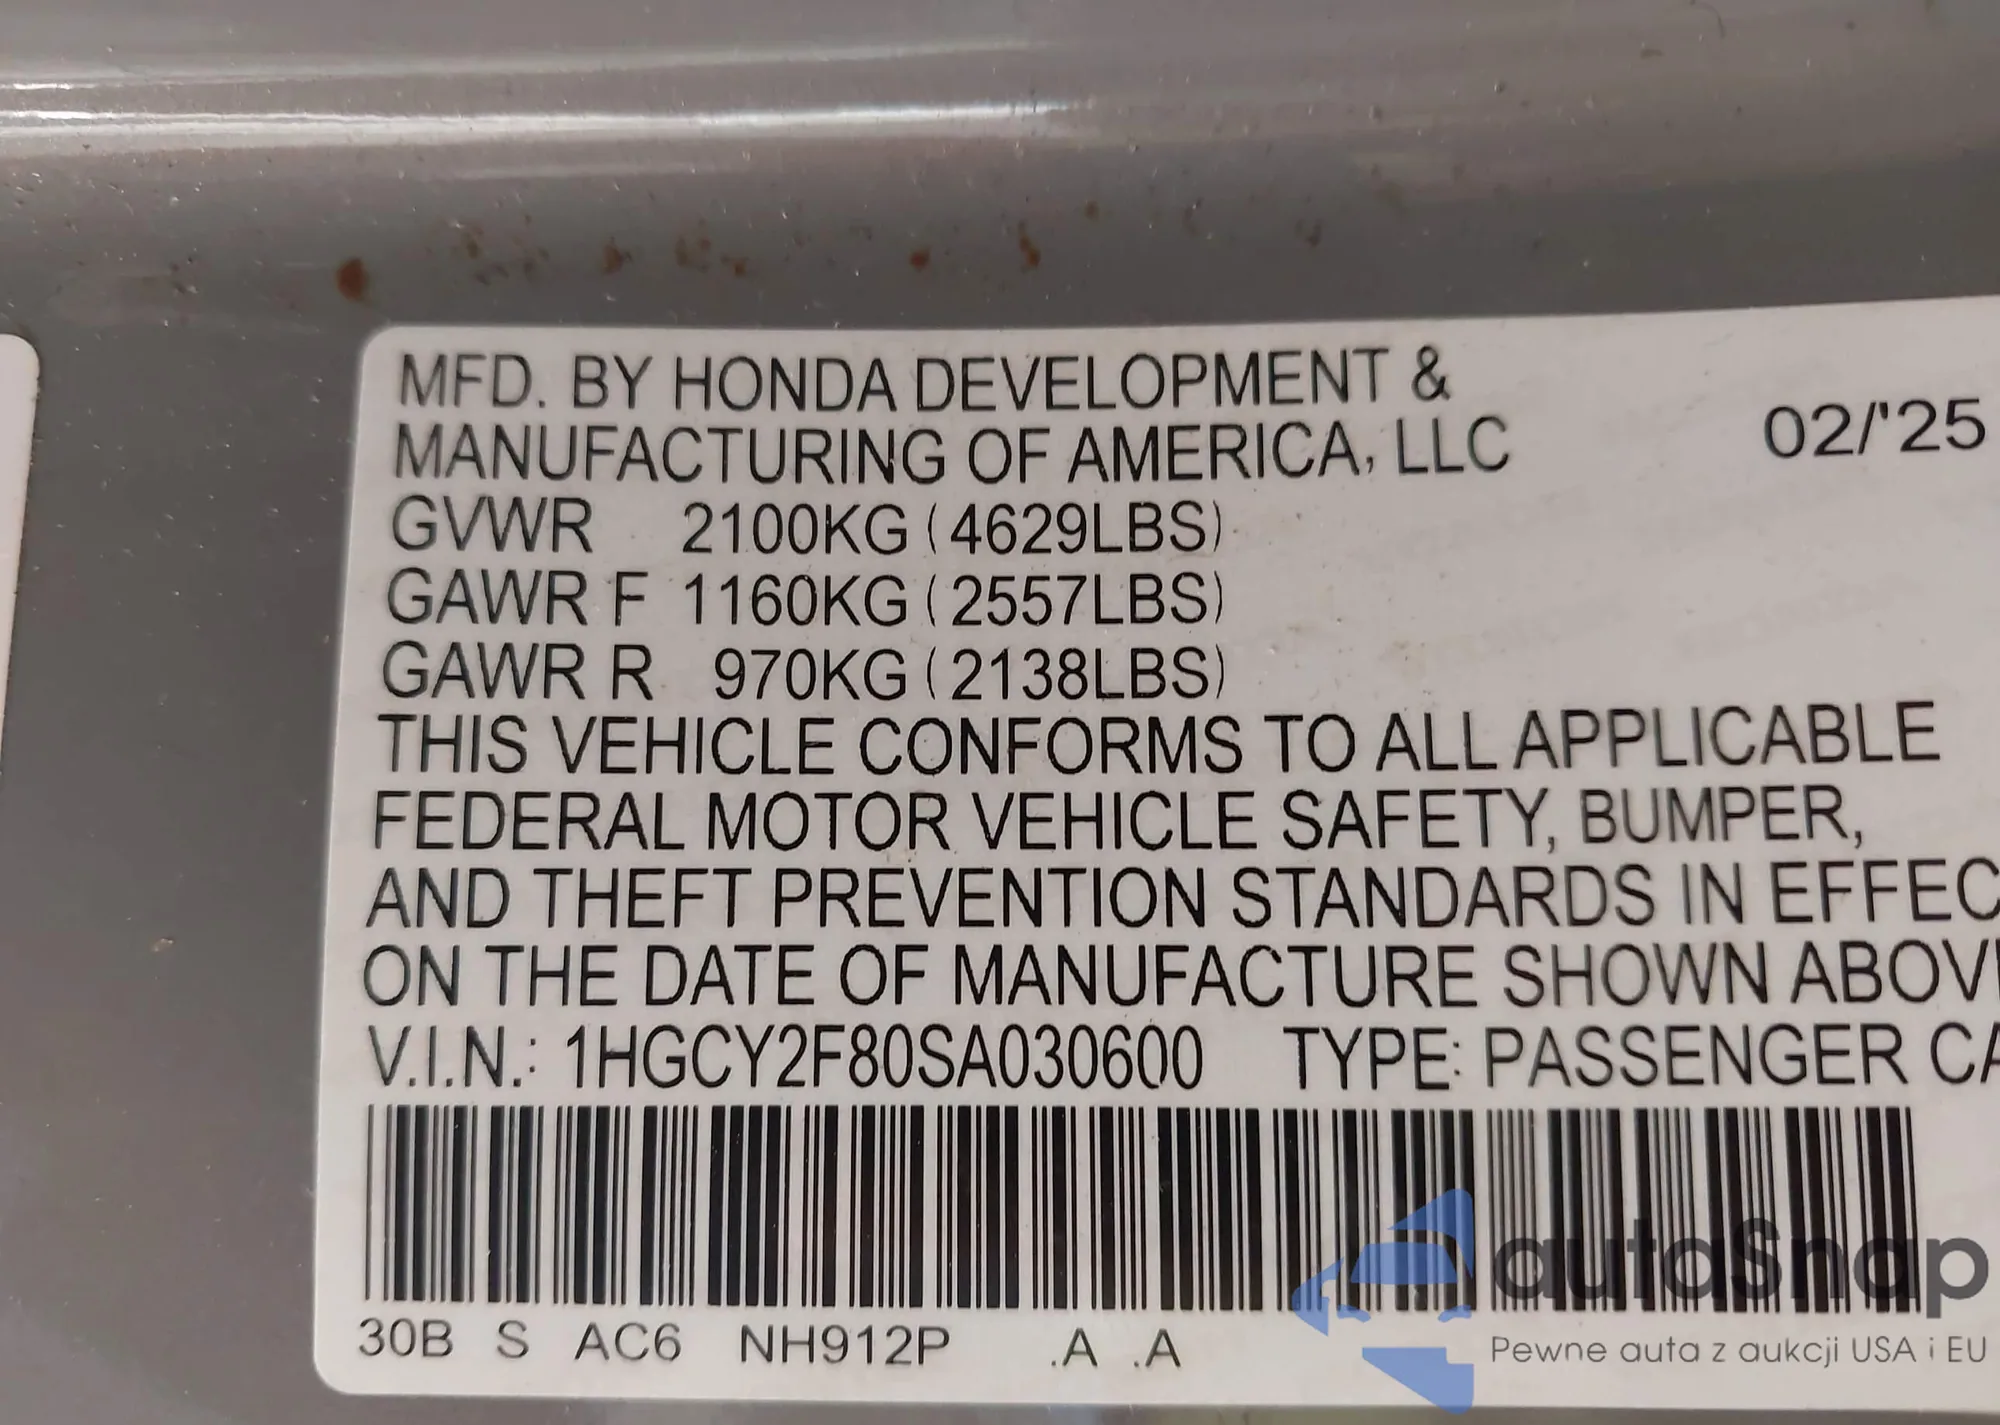 MFD. BY HONDA DEVELOPMENT &
MANUFACTURING OF AMERICA, LLC
02/'25
GVWR 2100KG (4629LBS)
GAWR F 1160KG (2557LBS)
GAWR R 970KG (2138LBS)
THIS VEHICLE CONFORMS TO ALL APPLICABLE
FEDERAL MOTOR VEHICLE SAFETY, BUMPER,
AND THEFT PREVENTION STANDARDS IN EFFEC
ON THE DATE OF MANUFACTURE SHOWN ABOV
V.I.N.: 1HGCY2F80SA030600 TYPE: PASSENGER CA
30B S AC6 NH912P .A .A
autaSnap
Pewne auta z aukcji USA i EU